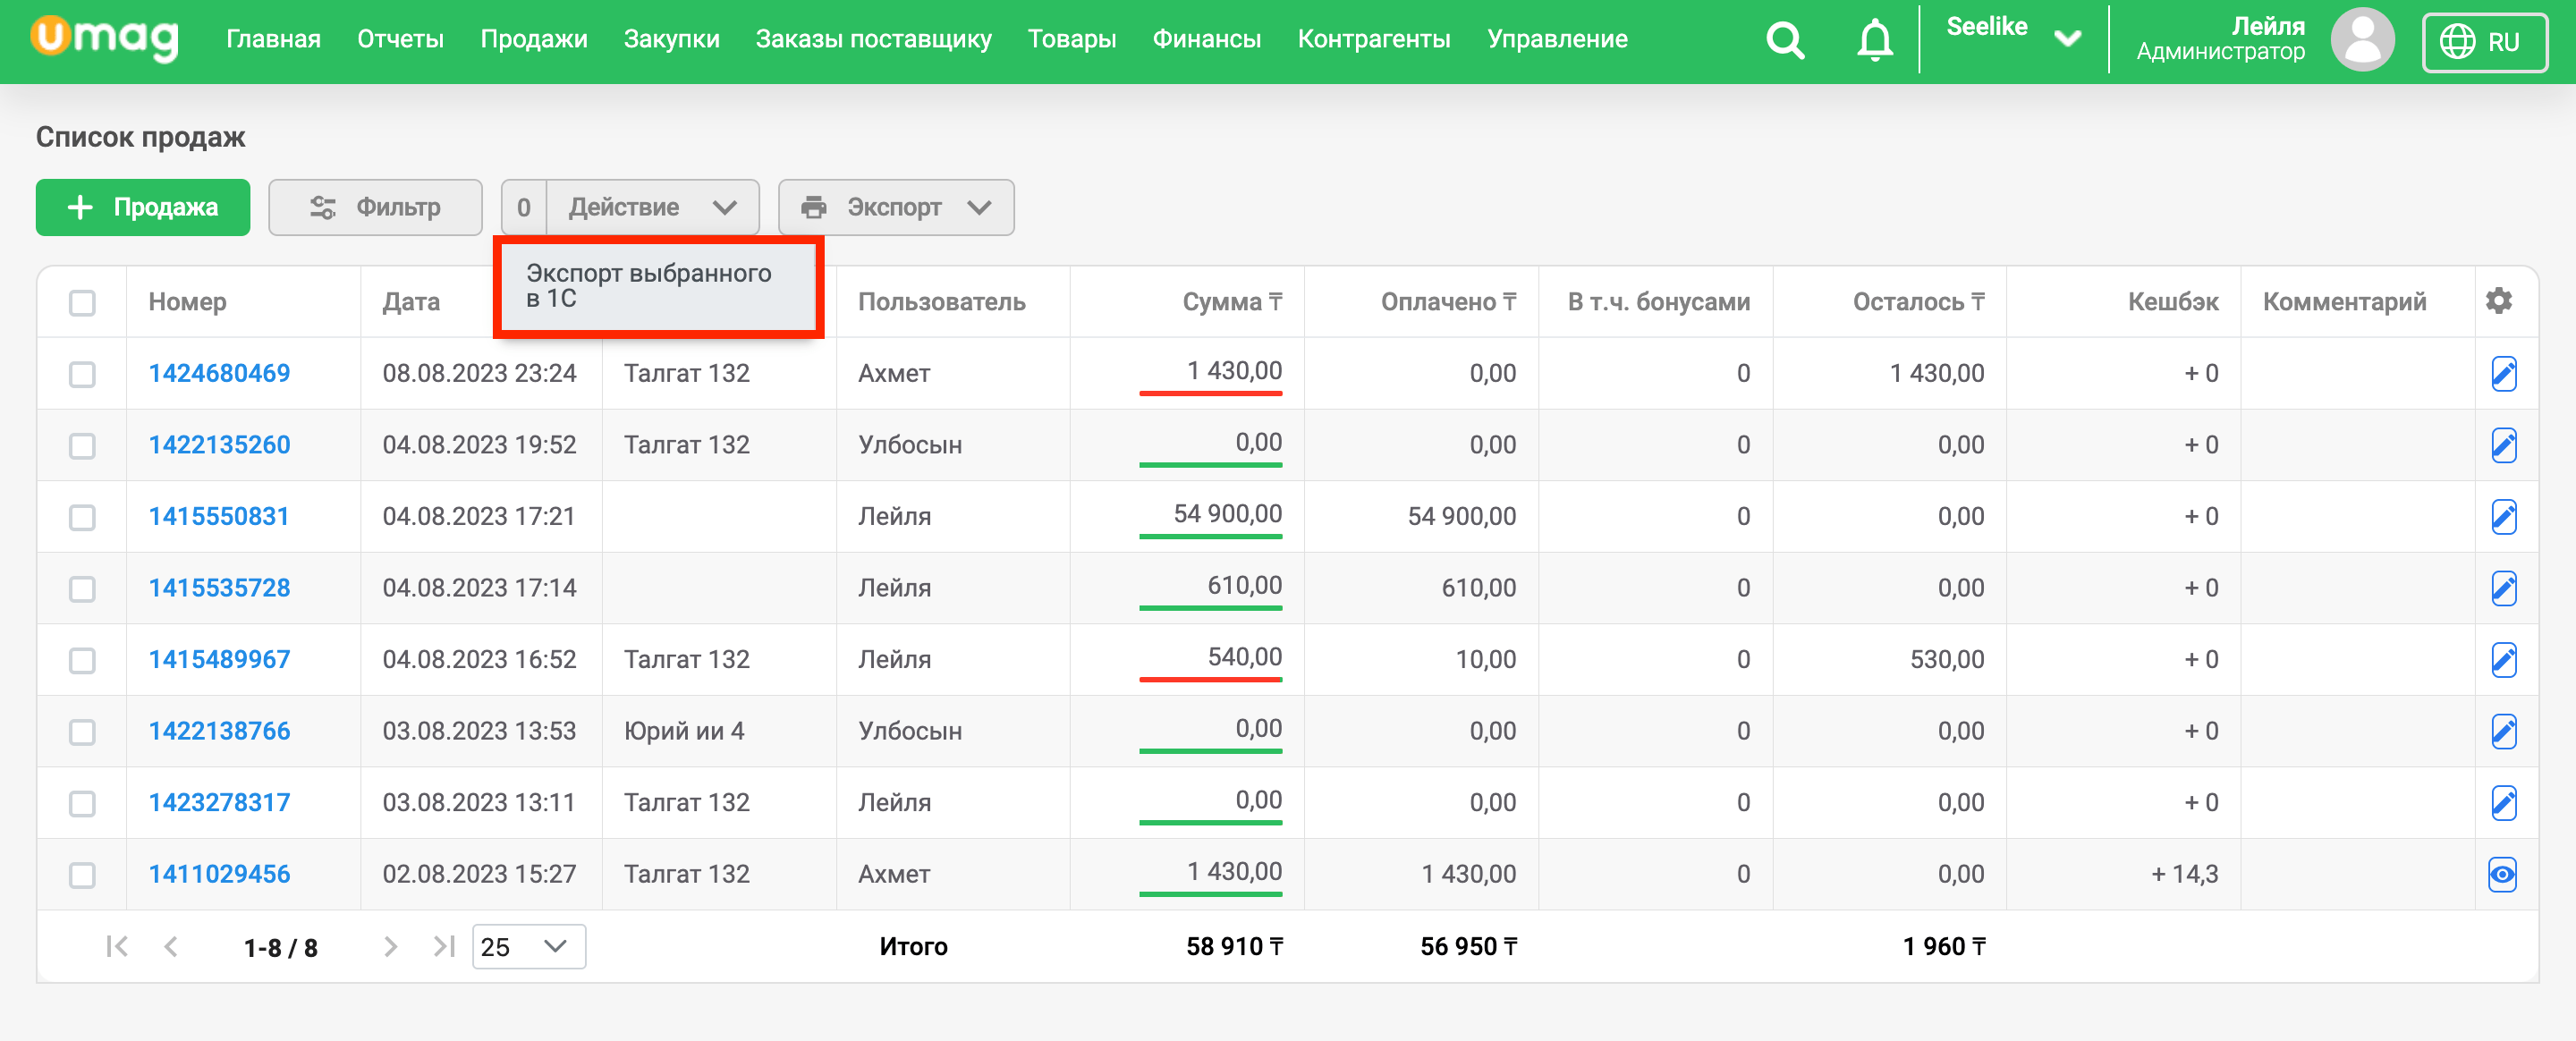 umag Главная Отчеты Продажи Закупки Заказы поставщику Товары Финансы Контрагенты Управление Seelike Лейля RU
Администратор
Список продаж
Продажа Фильтр 0 Действие Экспорт
Экспорт выбранного
в 1С
Номер Дата Пользователь Сумма ₸ Оплачено ₸ В т.ч. бонусами Осталось ₸ Кешбэк Комментарий
1424680469 08.08.2023 23:24 Талгат 132 Ахмет 1 430,00 0,00 0 1 430,00 + 0
1422135260 04.08.2023 19:52 Талгат 132 Улбосын 0,00 0,00 0 0,00 + 0
1415550831 04.08.2023 17:21 Лейля 54 900,00 54 900,00 0 0,00 + 0
1415535728 04.08.2023 17:14 Лейля 610,00 610,00 0 0,00 + 0
1415489967 04.08.2023 16:52 Талгат 132 Лейля 540,00 10,00 0 530,00 + 0
1422138766 03.08.2023 13:53 Юрий ии 4 Улбосын 0,00 0,00 0 0,00 + 0
1423278317 03.08.2023 13:11 Талгат 132 Лейля 0,00 0,00 0 0,00 + 0
1411029456 02.08.2023 15:27 Талгат 132 Ахмет 1 430,00 1 430,00 0 0,00 + 14,3
1-8 / 8 25 Итого 58 910 ₸ 56 950 ₸ 1 960 ₸